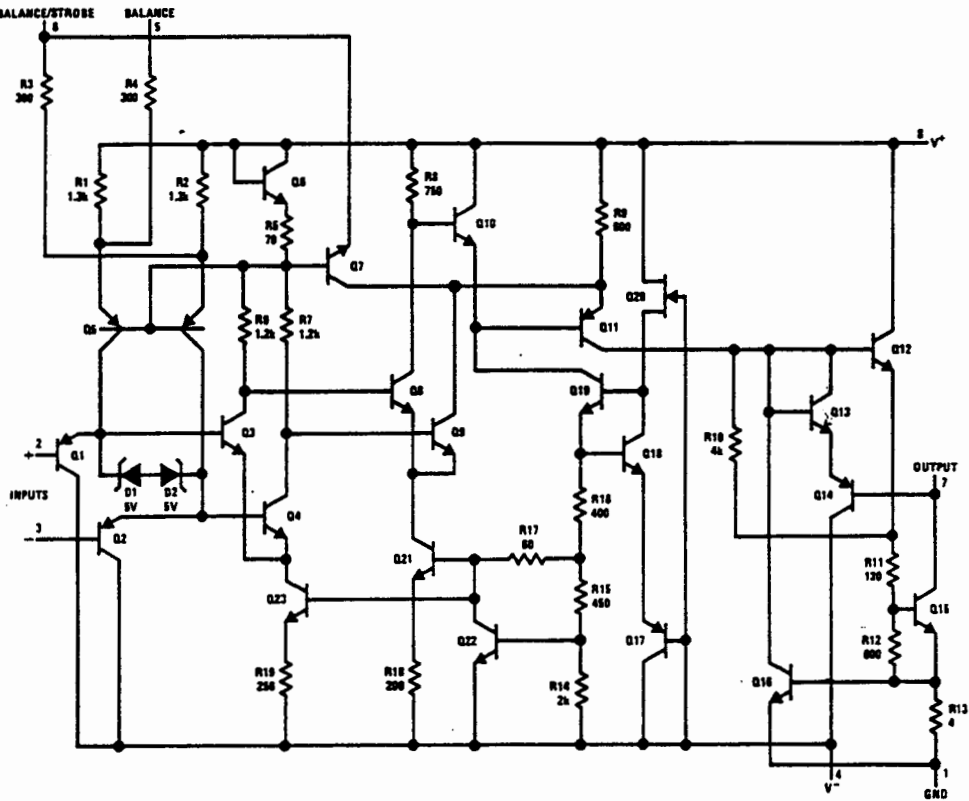 BALANCE/STROBE
6
BALANCE
5
R3
300
R4
300
8
V+
R1
1.3k
R2
1.3k
Q5
R5
70
R8
750
Q10
R9
800
Q7
Q20
Q5
R6
1.2k
R7
1.2k
Q11
Q12
Q8
Q19
Q13
2
+
Q1
Q3
Q9
Q18
R10
4k
OUTPUT
7
D1
5V
D2
5V
INPUTS
Q14
3
−
Q2
Q4
R16
400
R17
60
Q21
R11
130
Q23
R15
450
Q15
Q22
Q17
R12
600
R19
250
R18
200
R14
2k
Q16
R13
4
4
V−
1
GND